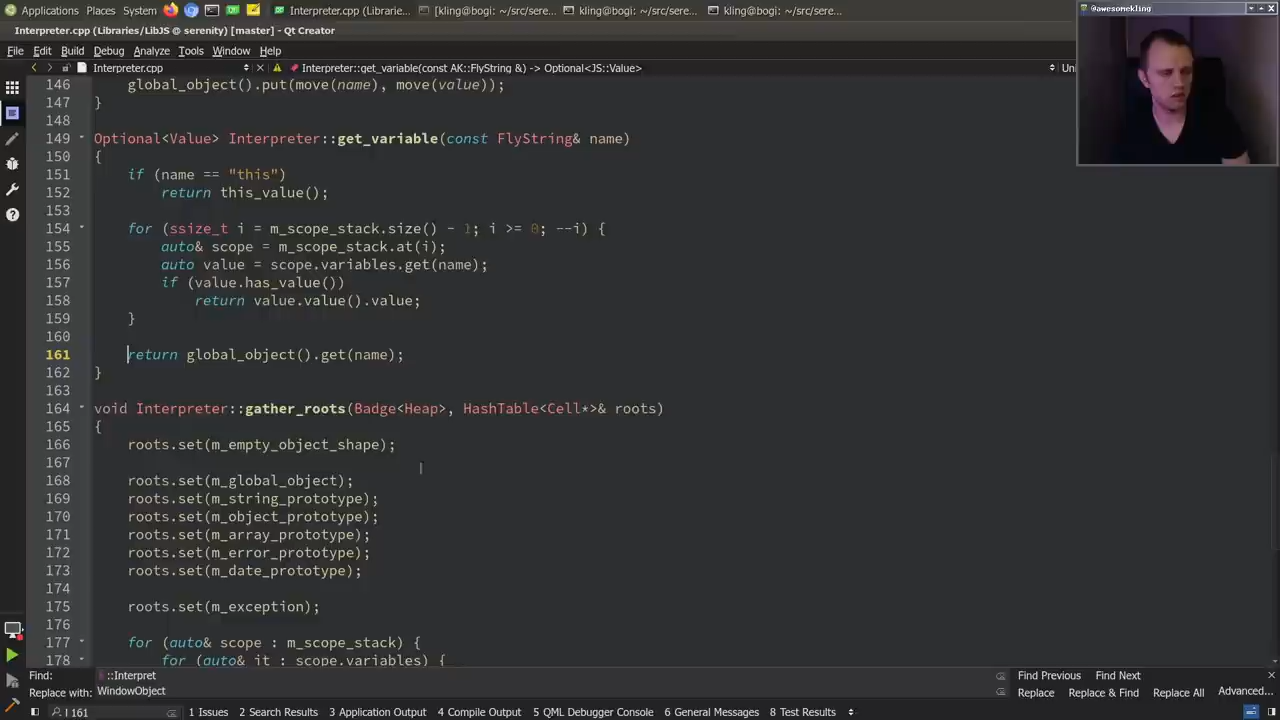 Applications Places System Interpreter.cpp (Librarie... [kling@bogi: ~/src/sere... kling@bogi: ~/src/sere... kling@bogi: ~/src/sere...
@awesomekling
Interpreter.cpp (Libraries/LibJS @ serenity) [master] - Qt Creator
File Edit Build Debug Analyze Tools Window Help
Interpreter.cpp Interpreter::get_variable(const AK::FlyString &) -> Optional<JS::Value>
146 global_object().put(move(name), move(value));
147 }
148
149 Optional<Value> Interpreter::get_variable(const FlyString& name)
150 {
151 if (name == "this")
152 return this_value();
153
154 for (ssize_t i = m_scope_stack.size() - 1; i >= 0; --i) {
155 auto& scope = m_scope_stack.at(i);
156 auto value = scope.variables.get(name);
157 if (value.has_value())
158 return value.value().value;
159 }
160
161 return global_object().get(name);
162 }
163
164 void Interpreter::gather_roots(Badge<Heap>, HashTable<Cell*>& roots)
165 {
166 roots.set(m_empty_object_shape);
167
168 roots.set(m_global_object);
169 roots.set(m_string_prototype);
170 roots.set(m_object_prototype);
171 roots.set(m_array_prototype);
172 roots.set(m_error_prototype);
173 roots.set(m_date_prototype);
174
175 roots.set(m_exception);
176
177 for (auto& scope : m_scope_stack) {
178 for (auto& it : scope.variables) {
Find: ::Interpret Find Previous Find Next
Replace with: WindowObject Replace Replace & Find Replace All Advanced...
l 161 1 Issues 2 Search Results 3 Application Output 4 Compile Output 5 QML Debugger Console 6 General Messages 8 Test Results